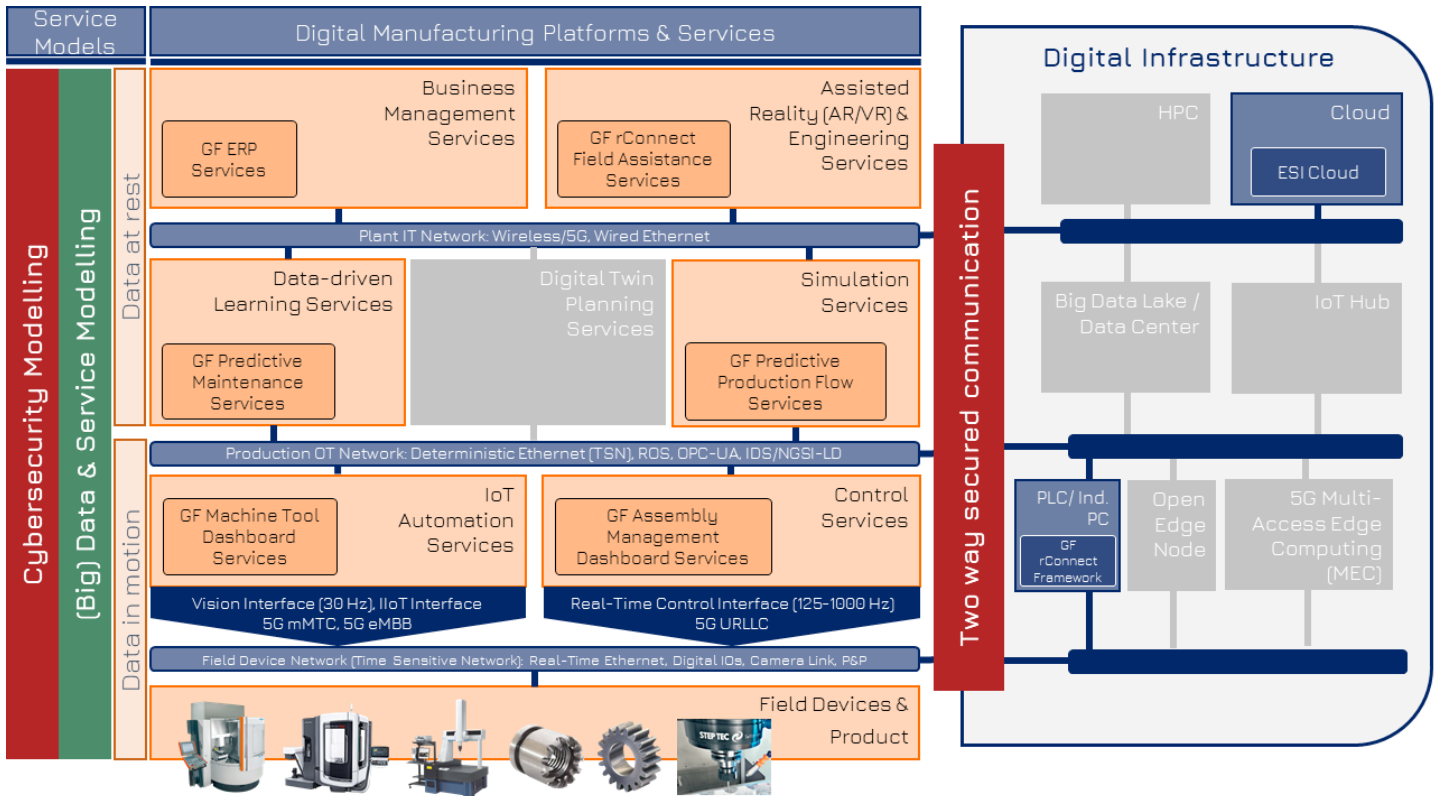 Service
Models
Digital Manufacturing Platforms & Services
Cybersecurity Modelling
(Big) Data & Service Modelling
Data at rest
Data in motion
Business
Management
Services
GF ERP
Services
Assisted
Reality (AR/VR) &
Engineering
Services
GF rConnect
Field Assistance
Services
Plant IT Network: Wireless/5G, Wired Ethernet
Data-driven
Learning Services
GF Predictive
Maintenance
Services
Digital Twin
Planning
Services
Simulation
Services
GF Predictive
Production Flow
Services
Production OT Network: Deterministic Ethernet (TSN), ROS, OPC-UA, IDS/NGSI-LD
IoT
Automation
Services
GF Machine Tool
Dashboard
Services
Control
Services
GF Assembly
Management
Dashboard Services
Vision Interface (30 Hz), IIoT Interface
5G mMTC, 5G eMBB
Real-Time Control Interface (125-1000 Hz)
5G URLLC
Field Device Network (Time Sensitive Network): Real-Time Ethernet, Digital IOs, Camera Link, P&P
Field Devices &
Product
STEP TEC
Two way secured communication
Digital Infrastructure
HPC
Cloud
ESI Cloud
Big Data Lake /
Data Center
IoT Hub
PLC/ Ind.
PC
GF
rConnect
Framework
Open
Edge
Node
5G Multi-
Access Edge
Computing
(MEC)